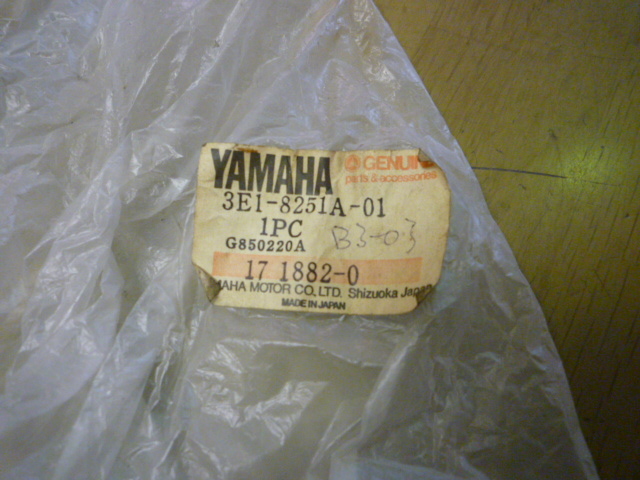 YAMAHA GENUINE
parts & accessories
3E1-8251A-01
1PC
G850220A B3-03
17 1882-0
MAHA MOTOR CO., LTD. Shizuoka Japan
MADE IN JAPAN